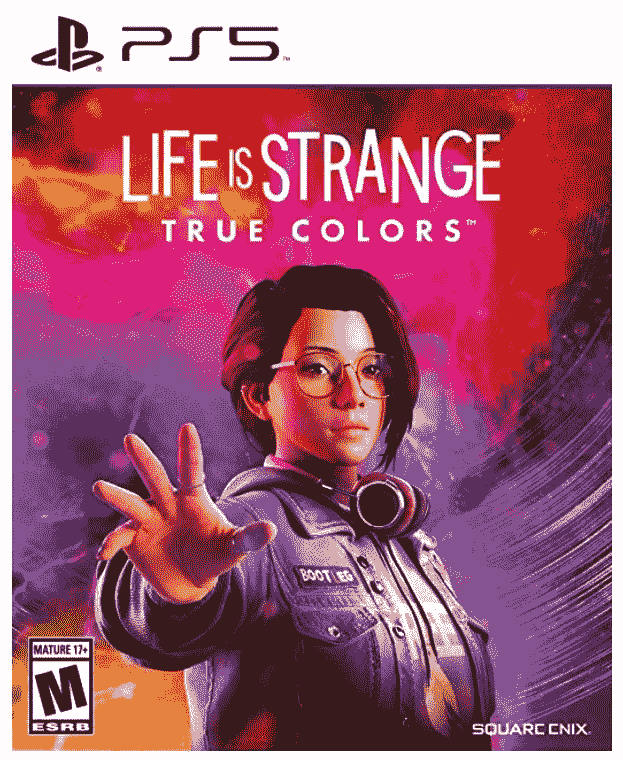 PS5
LIFE IS STRANGE
TRUE COLORS™
BOOTLEG
MATURE 17+
M
ESRB
SQUARE ENIX